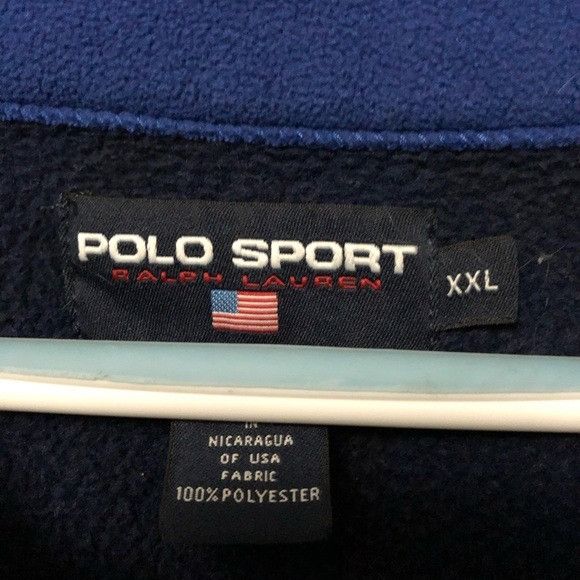 POLO SPORT
RALPH LAUREN
XXL
IN
NICARAGUA
OF USA
FABRIC
100% POLYESTER